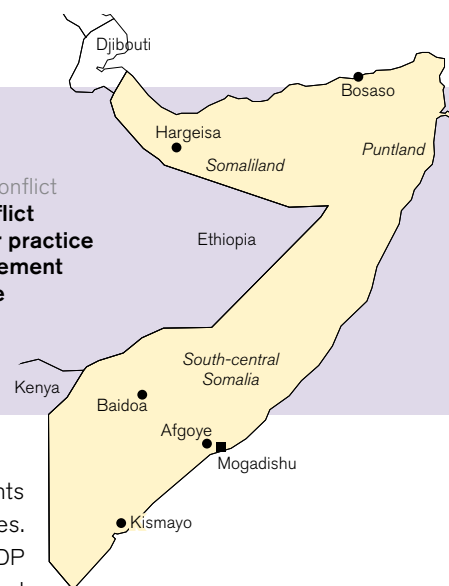 Djibouti
Bosaso
Hargeisa
Puntland
Somaliland
onflict
flict
r practice
Ethiopia
ement
e
South-central
Somalia
Kenya
Baidoa
Afgoye
Mogadishu
nts
es.
Kismayo
DP